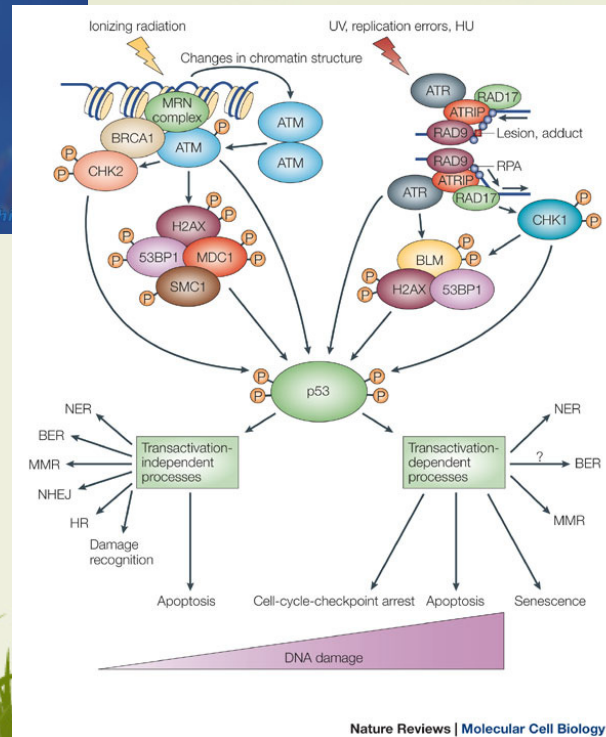 Ionizing radiation
UV, replication errors, HU
Changes in chromatin structure
MRN
complex
BRCA1
ATM
P
ATM
ATM
CHK2
P
P
H2AX
P
P
53BP1
P
P
MDC1
P
P
SMC1
P
ATR
RAD17
ATRIP
RAD9
Lesion, adduct
RAD9
RPA
ATRIP
ATR
RAD17
CHK1
P
P
BLM
P
P
H2AX
P
53BP1
p53
P
P
P
P
NER
BER
MMR
NHEJ
HR
Damage
recognition
Transactivation-
independent
processes
Apoptosis
Transactivation-
dependent
processes
NER
?
BER
MMR
Cell-cycle-checkpoint arrest
Apoptosis
Senescence
DNA damage
Nature Reviews | Molecular Cell Biology